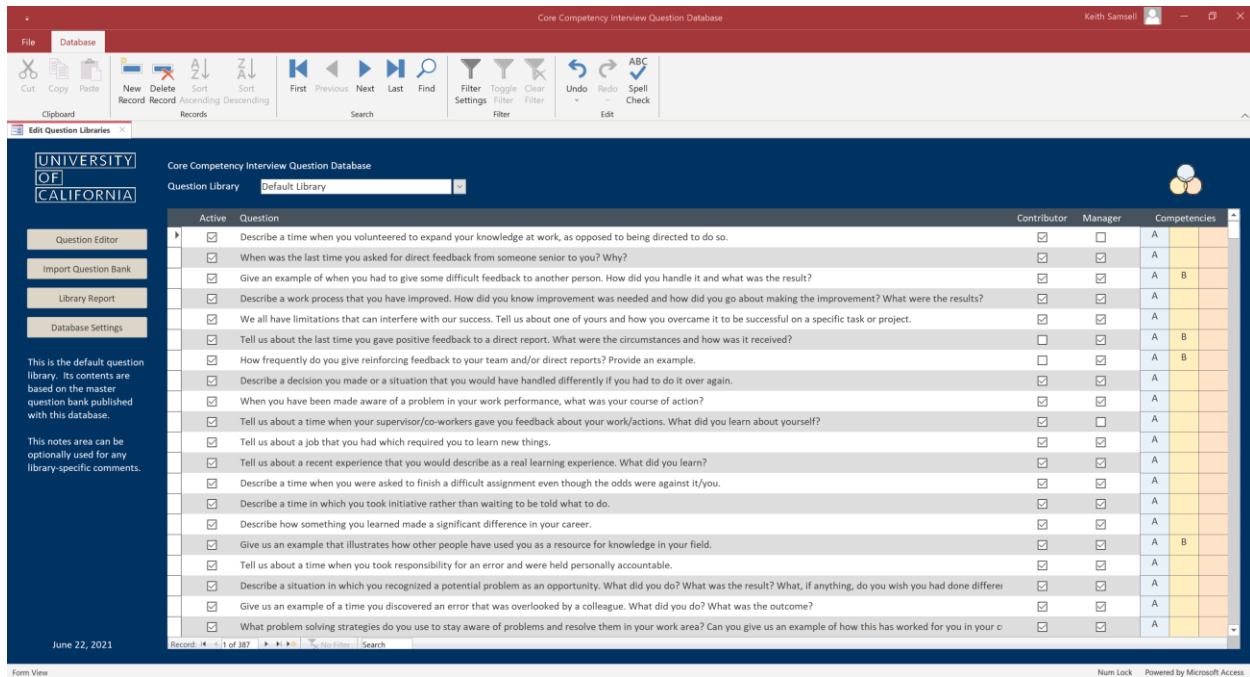 Core Competency Interview Question Database
Keith Samsell
File Database
Cut Copy Paste
New Record
Delete Record
Sort Ascending
Sort Descending
First Previous Next Last Find
Filter Settings
Toggle Filter
Clear Filter
Undo Redo
ABC
Spell Check
Clipboard Records Search Filter Edit
Edit Question Libraries
UNIVERSITY
OF
CALIFORNIA
Core Competency Interview Question Database
Question Library Default Library
Question Editor
Import Question Bank
Library Report
Database Settings
This is the default question
library. Its contents are
based on the master
question bank published
with this database.
This notes area can be
optionally used for any
library-specific comments.
June 22, 2021
Active Question Contributor Manager Competencies
Describe a time when you volunteered to expand your knowledge at work, as opposed to being directed to do so. A
When was the last time you asked for direct feedback from someone senior to you? Why? A
Give an example of when you had to give some difficult feedback to another person. How did you handle it and what was the result? A B
Describe a work process that you have improved. How did you know improvement was needed and how did you go about making the improvement? What were the results? A
We all have limitations that can interfere with our success. Tell us about one of yours and how you overcame it to be successful on a specific task or project. A
Tell us about the last time you gave positive feedback to a direct report. What were the circumstances and how was it received? A B
How frequently do you give reinforcing feedback to your team and/or direct reports? Provide an example. A B
Describe a decision you made or a situation that you would have handled differently if you had to do it over again. A
When you have been made aware of a problem in your work performance, what was your course of action? A
Tell us about a time when your supervisor/co-workers gave you feedback about your work/actions. What did you learn about yourself? A
Tell us about a job that you had which required you to learn new things. A
Tell us about a recent experience that you would describe as a real learning experience. What did you learn? A
Describe a time when you were asked to finish a difficult assignment even though the odds were against it/you. A
Describe a time in which you took initiative rather than waiting to be told what to do. A
Describe how something you learned made a significant difference in your career. A
Give us an example that illustrates how other people have used you as a resource for knowledge in your field. A B
Tell us about a time when you took responsibility for an error and were held personally accountable. A
Describe a situation in which you recognized a potential problem as an opportunity. What did you do? What was the result? What, if anything, do you wish you had done differen A
Give us an example of a time you discovered an error that was overlooked by a colleague. What did you do? What was the outcome? A
What problem solving strategies do you use to stay aware of problems and resolve them in your work area? Can you give us an example of how this has worked for you in your c A
Record: 1 of 387 No Filter Search
Form View Num Lock Powered by Microsoft Access